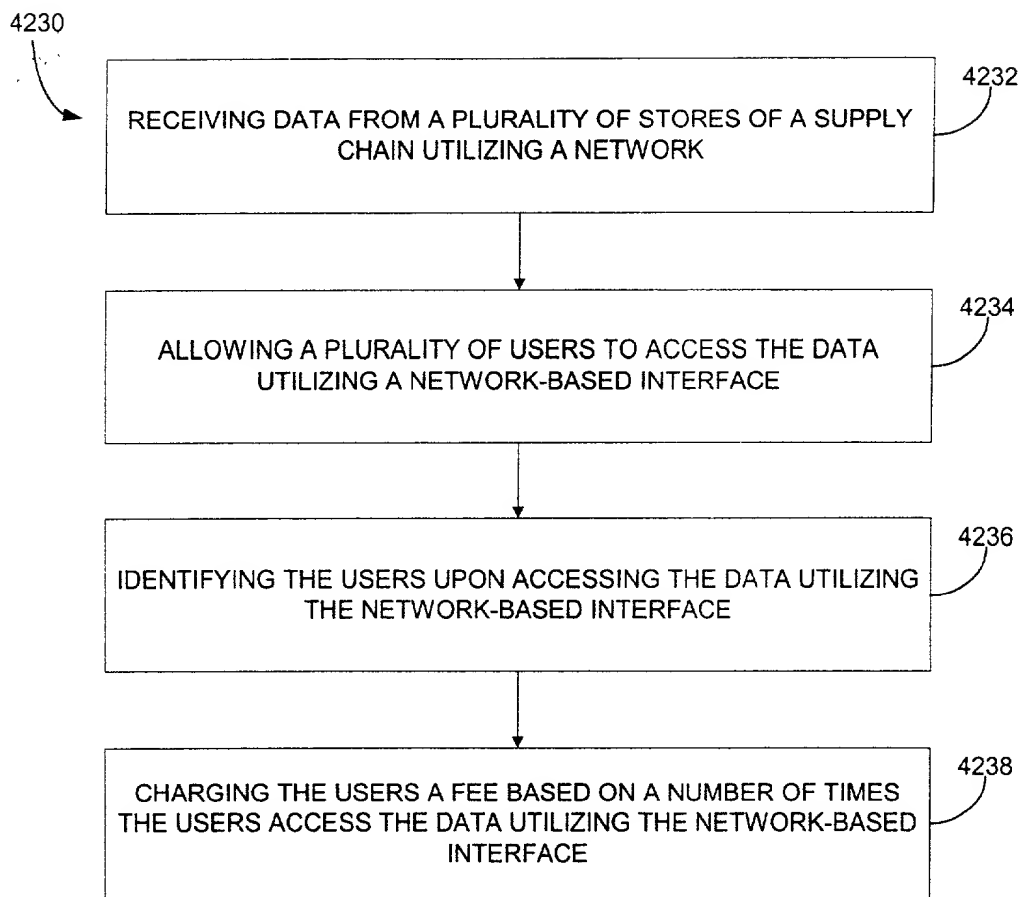 4230
4232
RECEIVING DATA FROM A PLURALITY OF STORES OF A SUPPLY
CHAIN UTILIZING A NETWORK
4234
ALLOWING A PLURALITY OF USERS TO ACCESS THE DATA
UTILIZING A NETWORK-BASED INTERFACE
4236
IDENTIFYING THE USERS UPON ACCESSING THE DATA UTILIZING
THE NETWORK-BASED INTERFACE
4238
CHARGING THE USERS A FEE BASED ON A NUMBER OF TIMES
THE USERS ACCESS THE DATA UTILIZING THE NETWORK-BASED
INTERFACE